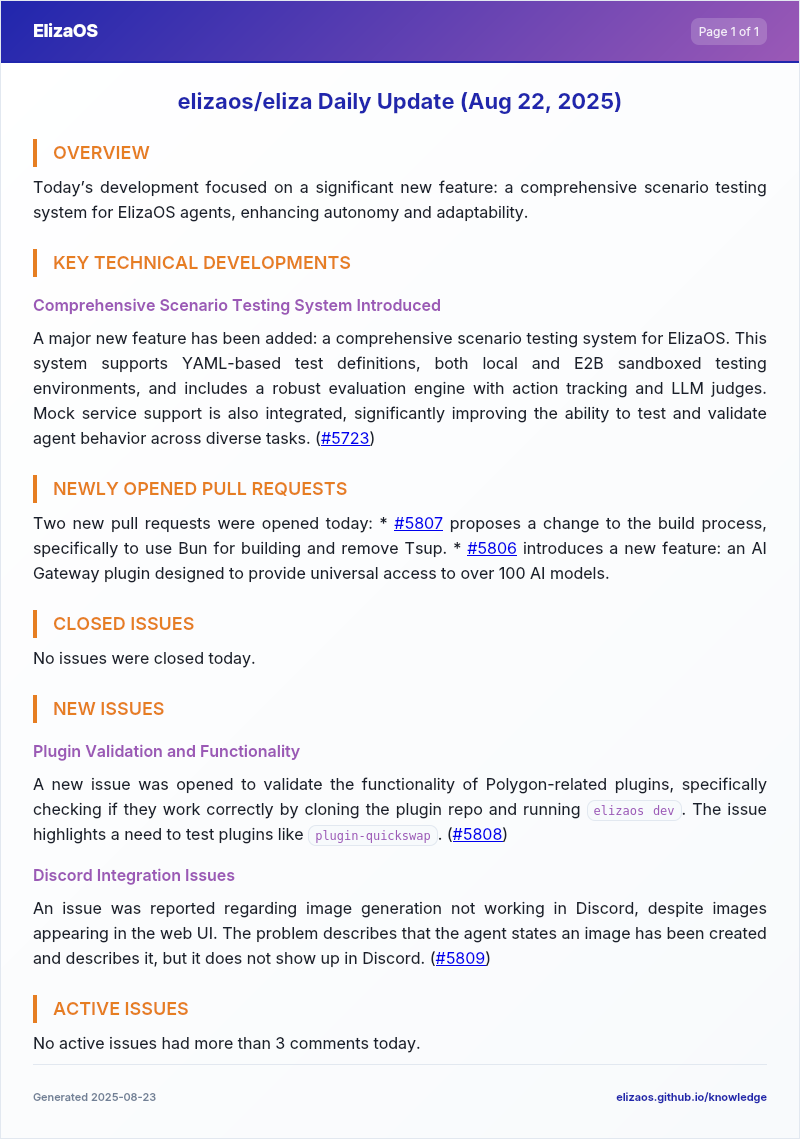 ElizaOS
Page 1 of 1
elizaos/eliza Daily Update (Aug 22, 2025)
OVERVIEW
Today's development focused on a significant new feature: a comprehensive scenario testing
system for ElizaOS agents, enhancing autonomy and adaptability.
KEY TECHNICAL DEVELOPMENTS
Comprehensive Scenario Testing System Introduced
A major new feature has been added: a comprehensive scenario testing system for ElizaOS. This
system supports YAML-based test definitions, both local and E2B sandboxed testing
environments, and includes a robust evaluation engine with action tracking and LLM judges.
Mock service support is also integrated, significantly improving the ability to test and validate
agent behavior across diverse tasks. (#5723)
NEWLY OPENED PULL REQUESTS
Two new pull requests were opened today: * #5807 proposes a change to the build process,
specifically to use Bun for building and remove Tsup. * #5806 introduces a new feature: an AI
Gateway plugin designed to provide universal access to over 100 AI models.
CLOSED ISSUES
No issues were closed today.
NEW ISSUES
Plugin Validation and Functionality
A new issue was opened to validate the functionality of Polygon-related plugins, specifically
checking if they work correctly by cloning the plugin repo and running elizaos dev. The issue
highlights a need to test plugins like plugin-quickswap. (#5808)
Discord Integration Issues
An issue was reported regarding image generation not working in Discord, despite images
appearing in the web UI. The problem describes that the agent states an image has been created
and describes it, but it does not show up in Discord. (#5809)
ACTIVE ISSUES
No active issues had more than 3 comments today.
Generated 2025-08-23
elizaos.github.io/knowledge